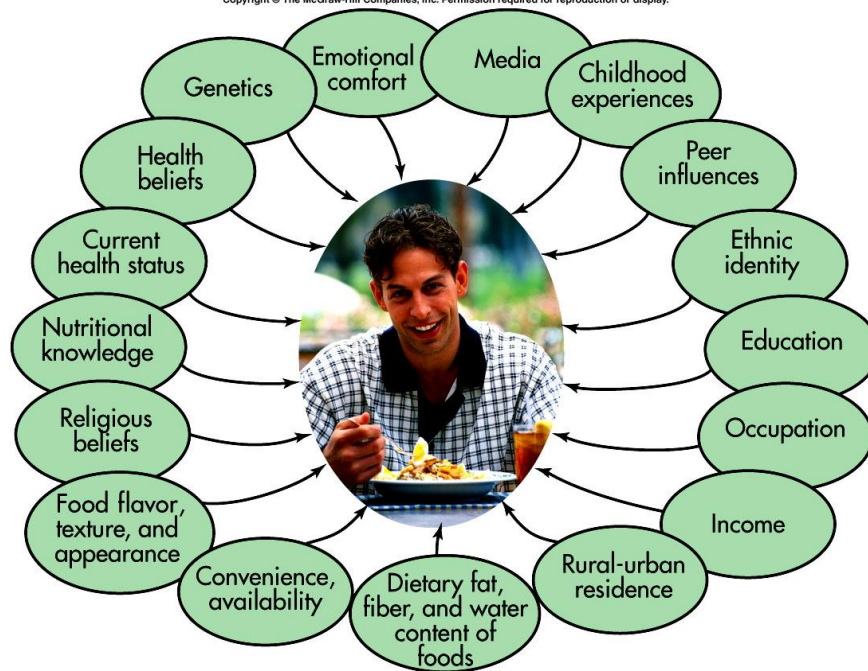 Copyright © The McGraw-Hill Companies, Inc. Permission required for reproduction or display.
Emotional
comfort
Media
Childhood
experiences
Peer
influences
Ethnic
identity
Education
Occupation
Income
Rural-urban
residence
Dietary fat,
fiber, and water
content of
foods
Convenience,
availability
Food flavor,
texture, and
appearance
Religious
beliefs
Nutritional
knowledge
Current
health status
Health
beliefs
Genetics